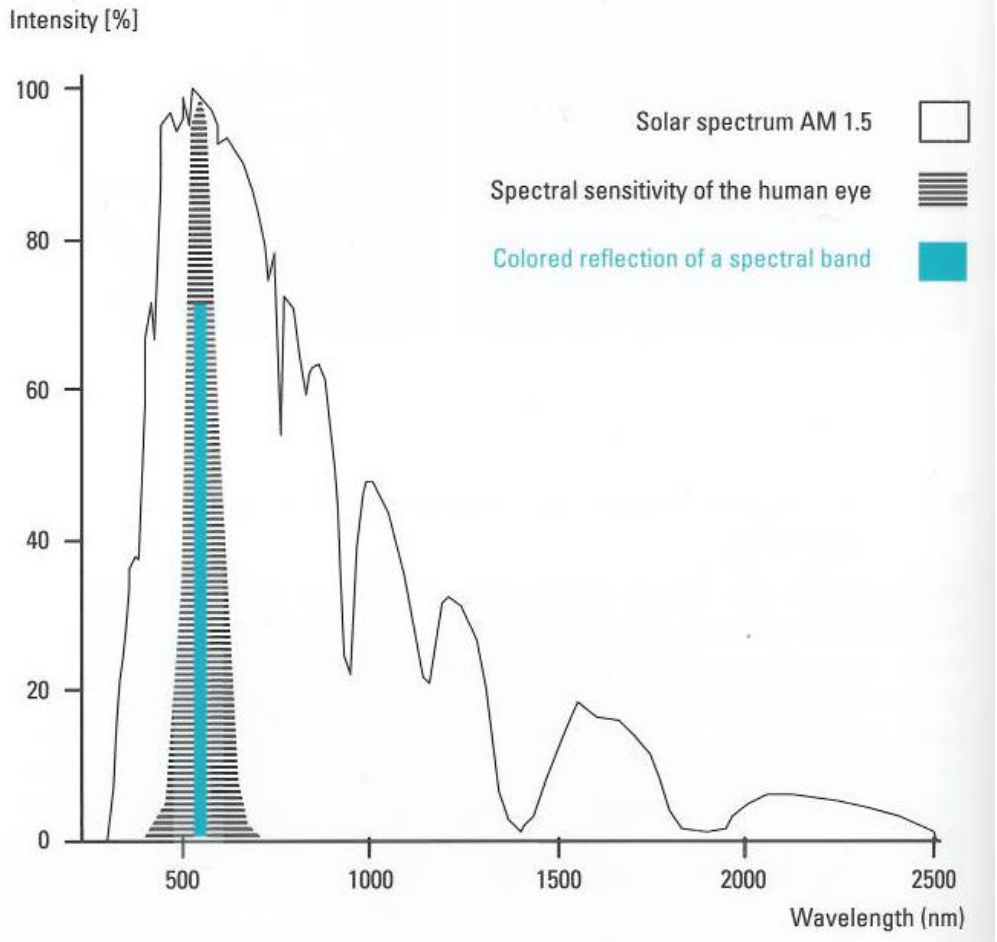 Intensity [%]
100
80
60
40
20
0
Solar spectrum AM 1.5
Spectral sensitivity of the human eye
Colored reflection of a spectral band
500
1000
1500
2000
2500
Wavelength (nm)